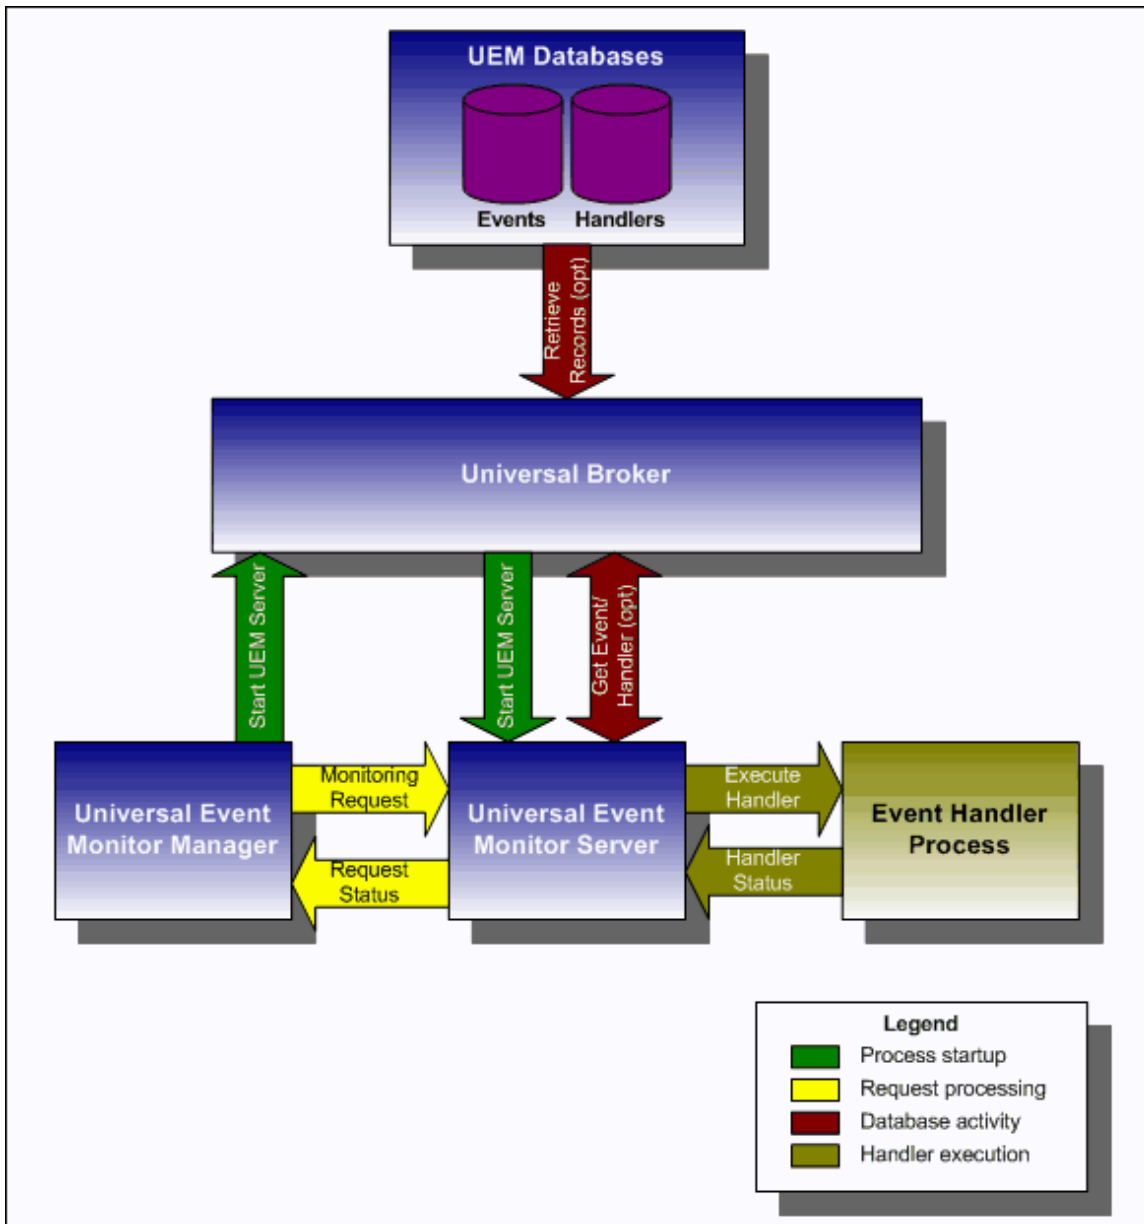 UEM Databases
Events
Handlers
Retrieve
Records (opt)
Universal Broker
Start UEM Server
Start UEM Server
Get Event/
Handler (opt)
Universal Event
Monitor Manager
Monitoring
Request
Request
Status
Universal Event
Monitor Server
Execute
Handler
Handler
Status
Event Handler
Process
Legend
Process startup
Request processing
Database activity
Handler execution